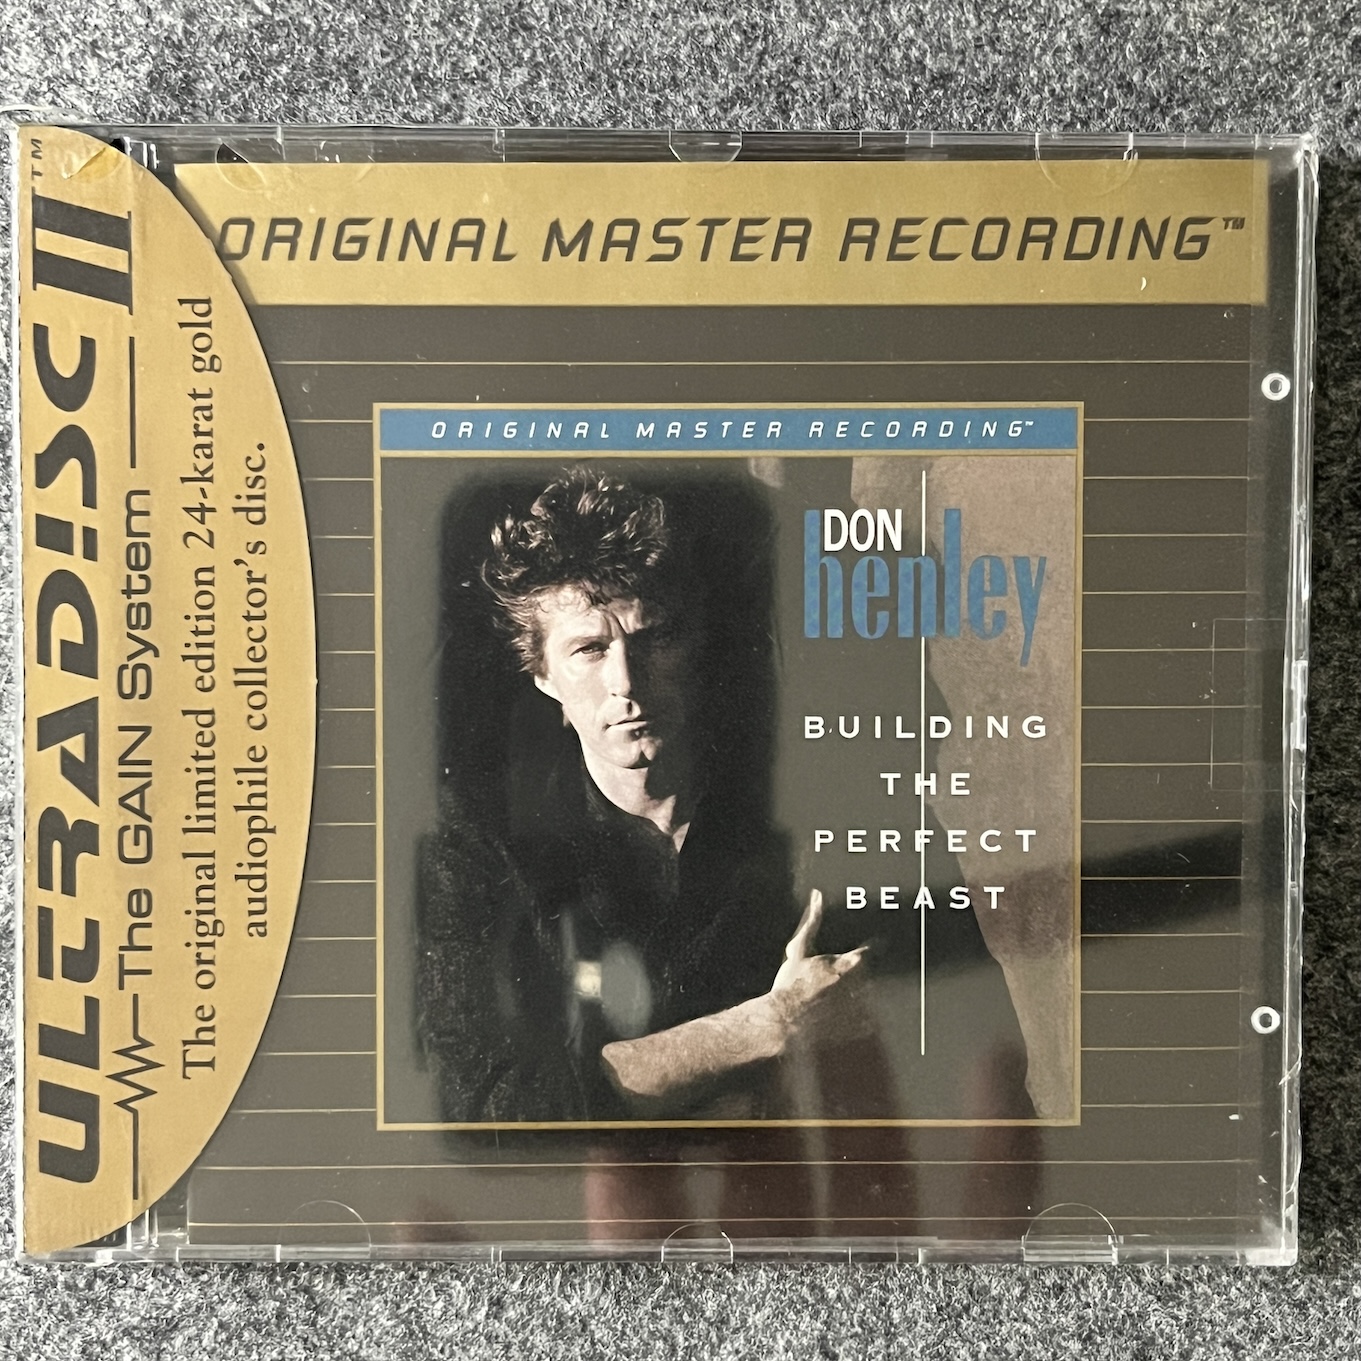 ULTRADISC II™
The GAIN System
The original limited edition 24-karat gold
audiophile collector's disc.
ORIGINAL MASTER RECORDING™
ORIGINAL MASTER RECORDING™
DON
henley
BUILDING
THE
PERFECT
BEAST